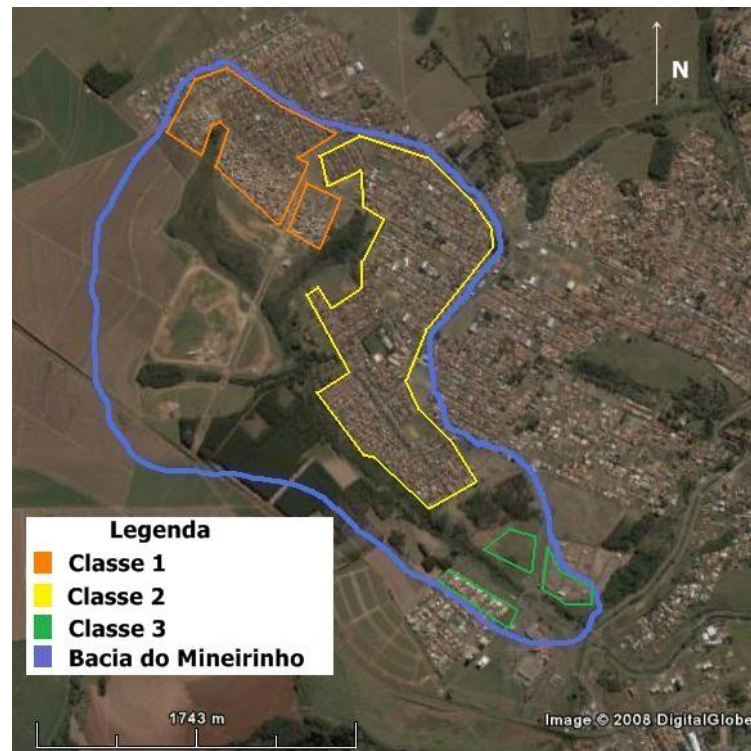 N
Legenda
Classe 1
Classe 2
Classe 3
Bacia do Mineirinho
1743 m
Image © 2008 DigitalGlobe